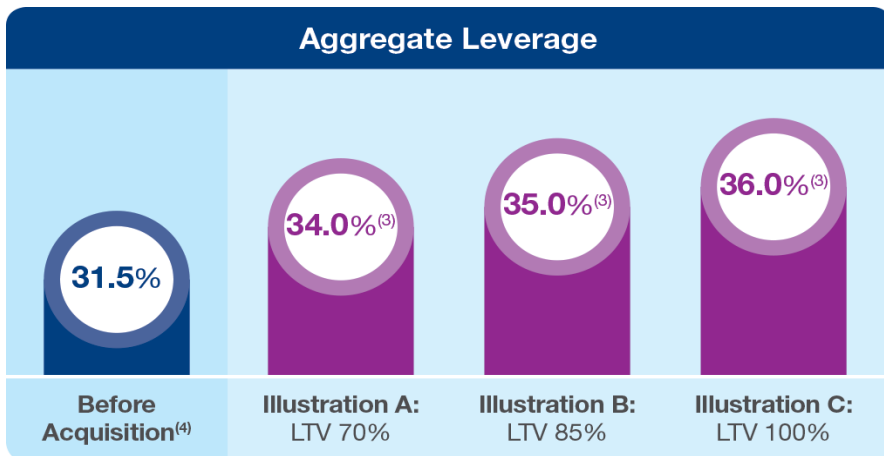 Aggregate Leverage
31.5%
34.0%(3)
35.0%(3)
36.0%(3)
Before
Acquisition(4)
Illustration A:
LTV 70%
Illustration B:
LTV 85%
Illustration C:
LTV 100%